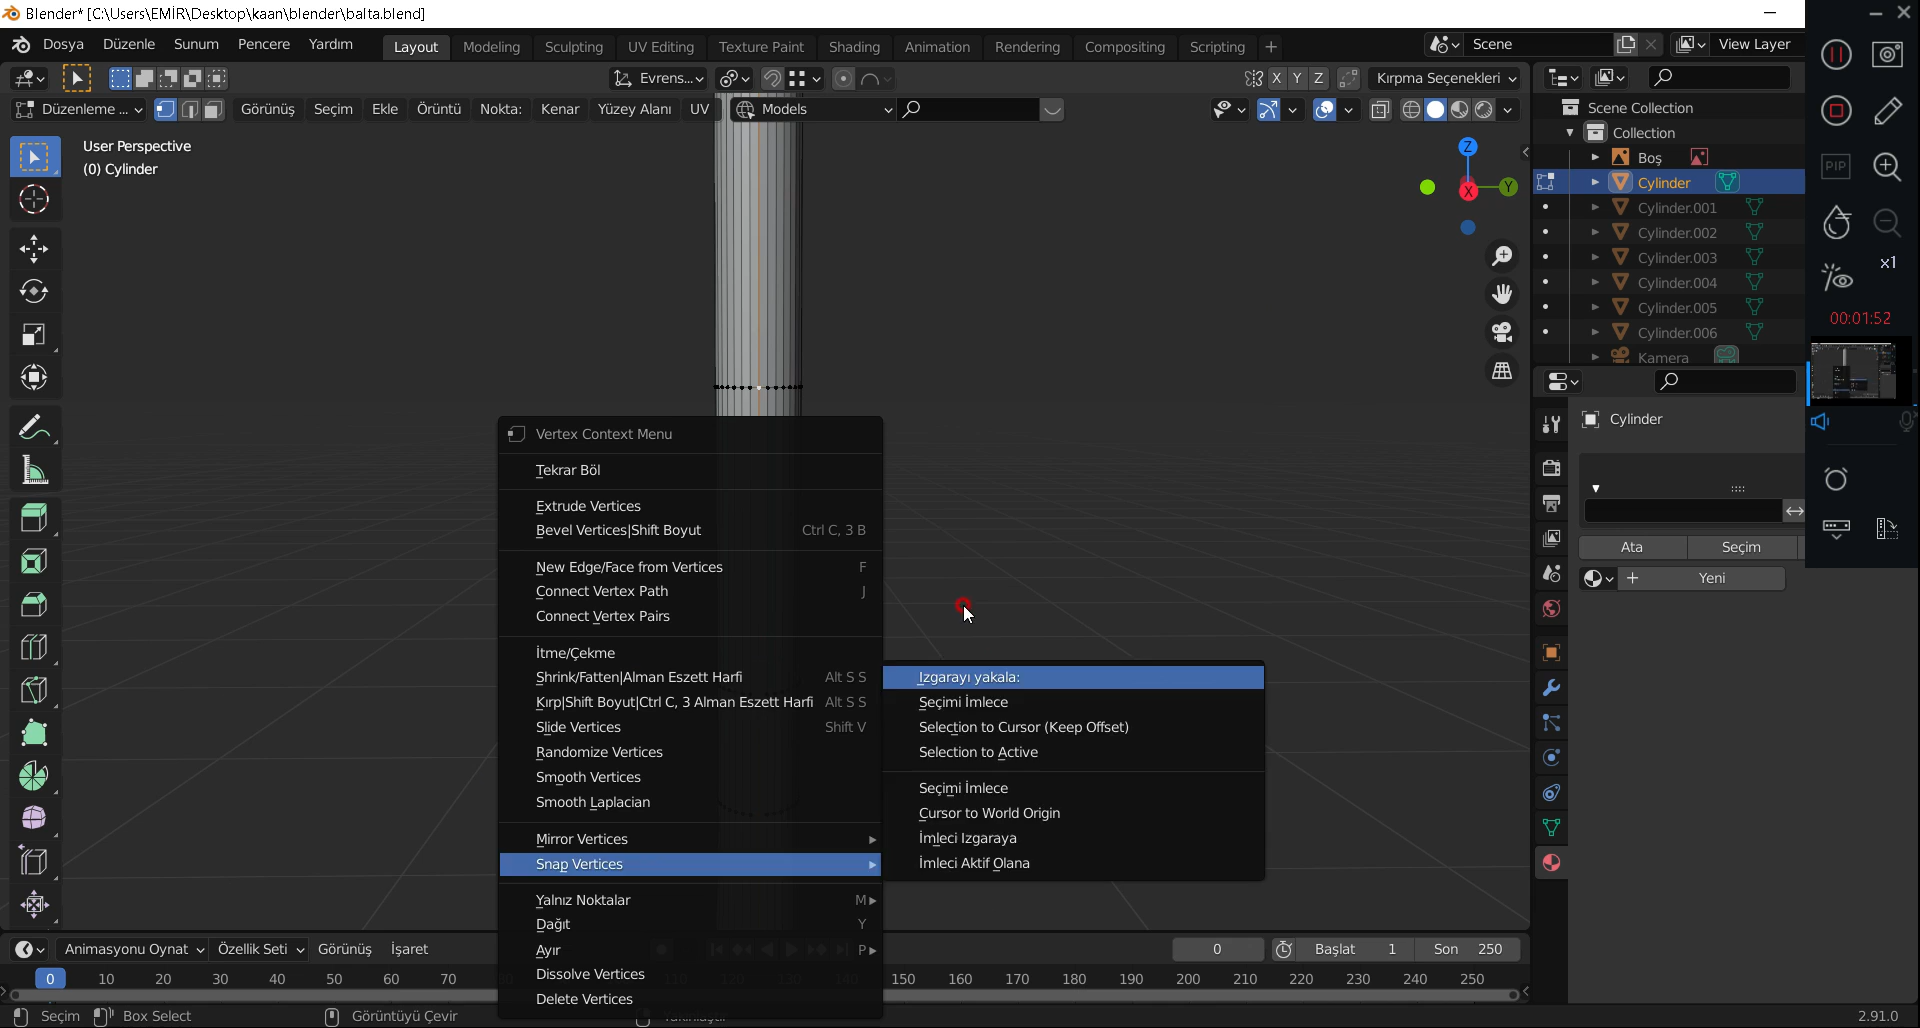 Blender* [C:\Users\EMİR\Desktop\kaan\blender\balta.blend]
Dosya Düzenle Sunum Pencere Yardım Layout Modeling Sculpting UV Editing Texture Paint Shading Animation Rendering Compositing Scripting + Scene View Layer
Evrens... X Y Z Kırpma Seçenekleri
Düzenleme ... Görünüş Seçim Ekle Örüntü Nokta: Kenar Yüzey Alanı UV Models
User Perspective
(0) Cylinder
Z
Y
X
Scene Collection
Collection
Boş
Cylinder
Cylinder.001
Cylinder.002
Cylinder.003
Cylinder.004
Cylinder.005
Cylinder.006
Kamera
PIP
x1
00:01:52
Cylinder
Ata Seçim
+ Yeni
Vertex Context Menu
Tekrar Böl
Extrude Vertices
Bevel Vertices|Shift Boyut Ctrl C, 3 B
New Edge/Face from Vertices F
Connect Vertex Path J
Connect Vertex Pairs
İtme/Çekme
Shrink/Fatten|Alman Eszett Harfi Alt S S
Kırp|Shift Boyut|Ctrl C, 3 Alman Eszett Harfi Alt S S
Slide Vertices Shift V
Randomize Vertices
Smooth Vertices
Smooth Laplacian
Mirror Vertices
Snap Vertices
Yalnız Noktalar M
Dağıt Y
Ayır P
Dissolve Vertices
Delete Vertices
Izgarayı yakala:
Seçimi İmlece
Selection to Cursor (Keep Offset)
Selection to Active
Seçimi İmlece
Cursor to World Origin
İmleci Izgaraya
İmleci Aktif Olana
Animasyonu Oynat Özellik Seti Görünüş İşaret 0 Başlat 1 Son 250
0 10 20 30 40 50 60 70 110 120 130 150 160 170 180 190 200 210 220 230 240 250
Seçim Box Select Görüntüyü Çevir 2.91.0